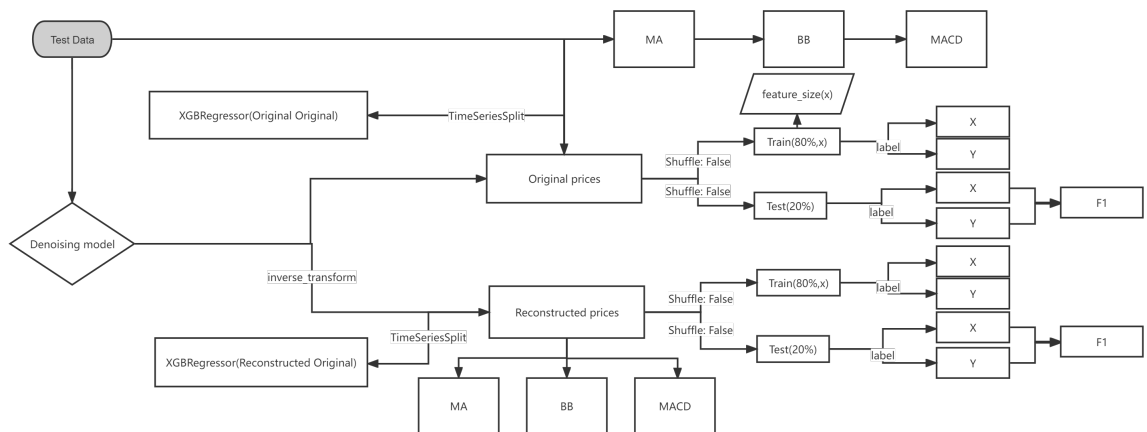 Test Data
MA
BB
MACD
feature_size(x)
XGBRegressor(Original Original)
TimeSeriesSplit
X
Train(80%,x)
label
Y
Shuffle: False
Original prices
Shuffle: False
X
Test(20%)
label
F1
Y
Denoising model
X
inverse_transform
Train(80%,x)
label
Y
Shuffle: False
Reconstructed prices
Shuffle: False
X
TimeSeriesSplit
F1
Test(20%)
label
XGBRegressor(Reconstructed Original)
Y
MA
BB
MACD